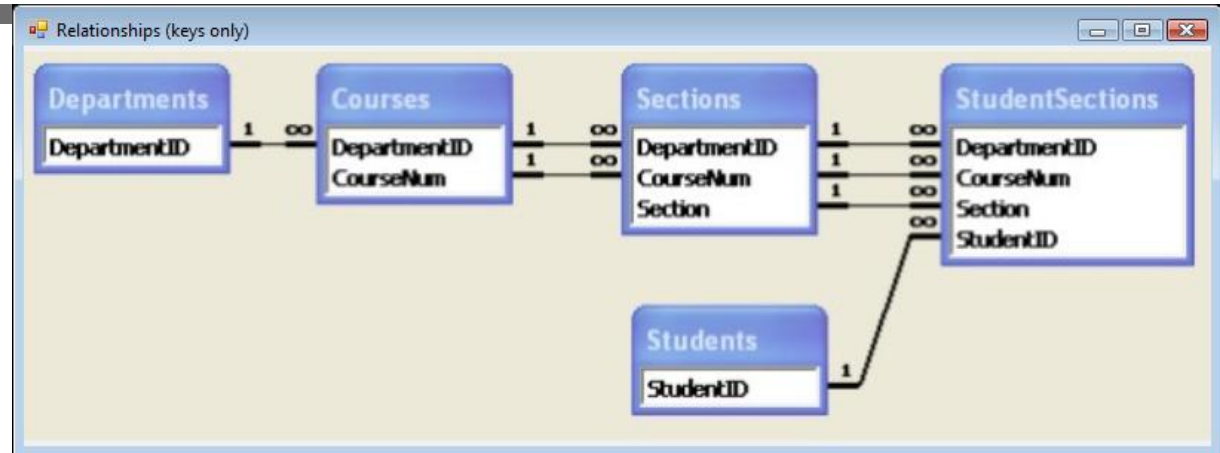 Relationships (keys only)
Departments
DepartmentID
1 ∞
Courses
DepartmentID
CourseNum
1 ∞
1 ∞
Sections
DepartmentID
CourseNum
Section
1 ∞
1 ∞
1 ∞
∞
StudentSections
DepartmentID
CourseNum
Section
StudentID
Students
StudentID
1